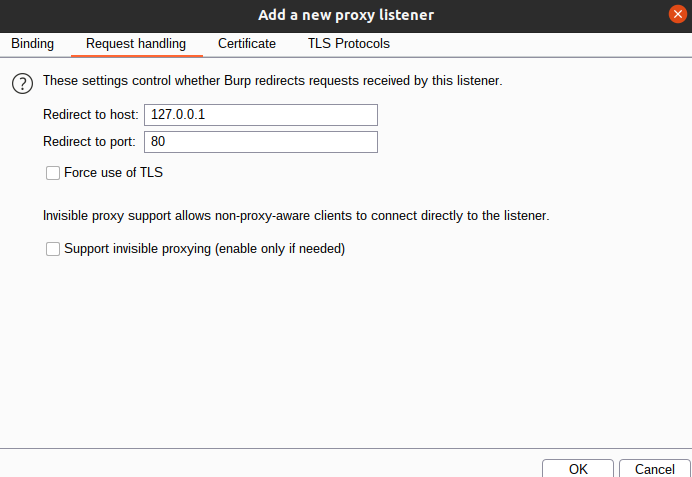 Add a new proxy listener
Binding Request handling Certificate TLS Protocols
? These settings control whether Burp redirects requests received by this listener.
Redirect to host: 127.0.0.1
Redirect to port: 80
Force use of TLS
Invisible proxy support allows non-proxy-aware clients to connect directly to the listener.
Support invisible proxying (enable only if needed)
OK Cancel